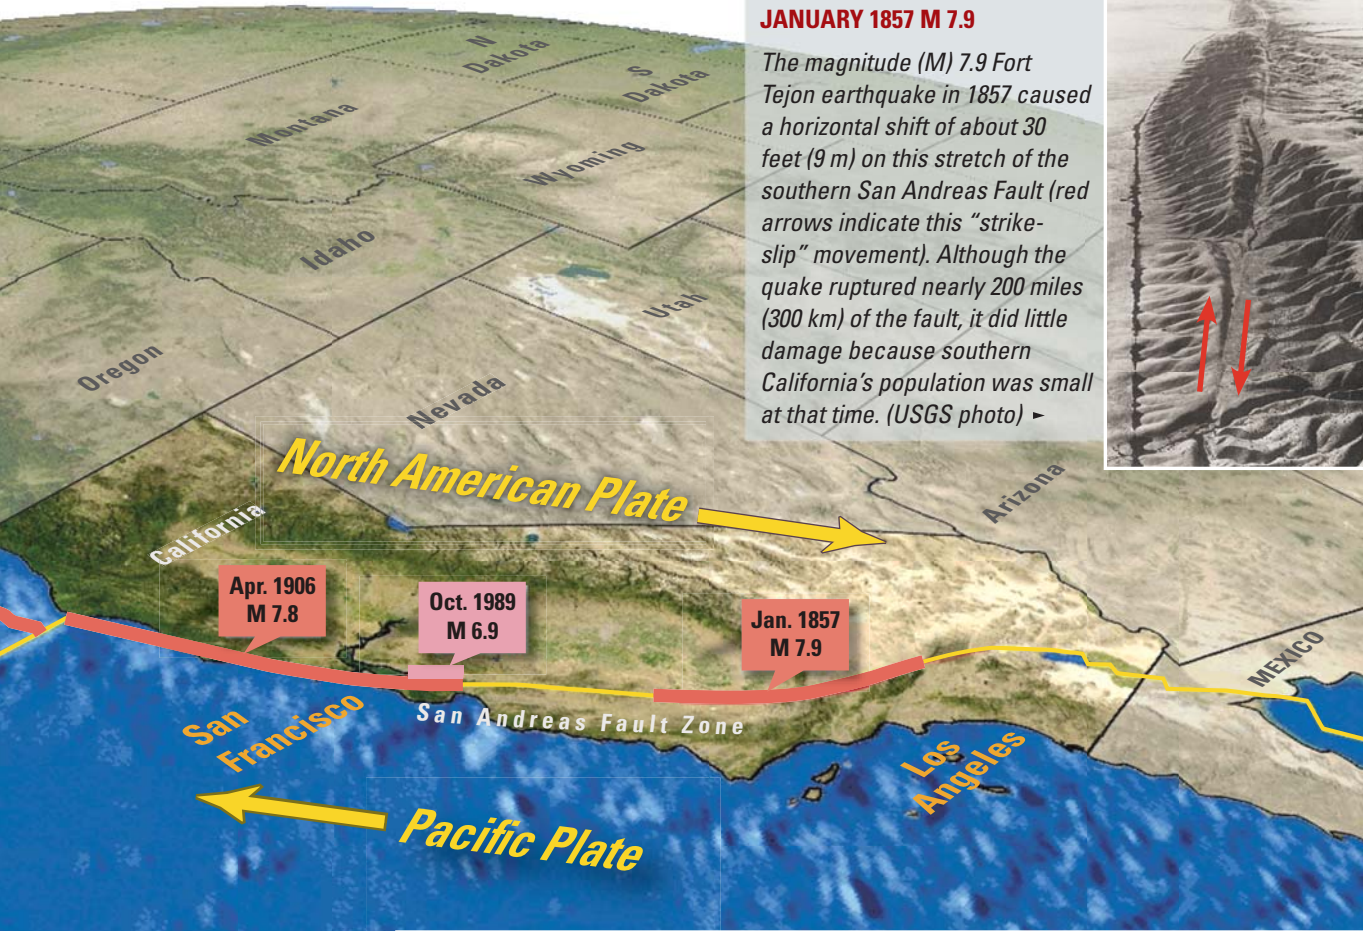 JANUARY 1857 M 7.9
The magnitude (M) 7.9 Fort
Tejon earthquake in 1857 caused
a horizontal shift of about 30
feet (9 m) on this stretch of the
southern San Andreas Fault (red
arrows indicate this “strike-
slip” movement). Although the
quake ruptured nearly 200 miles
(300 km) of the fault, it did little
damage because southern
California’s population was small
at that time. (USGS photo) ►
N
Dakota
S
Dakota
Montana
Wyoming
Idaho
Utah
Oregon
Nevada
Arizona
North American Plate
California
Apr. 1906
M 7.8
Oct. 1989
M 6.9
Jan. 1857
M 7.9
MEXICO
San Andreas Fault Zone
San
Francisco
Los
Angeles
Pacific Plate